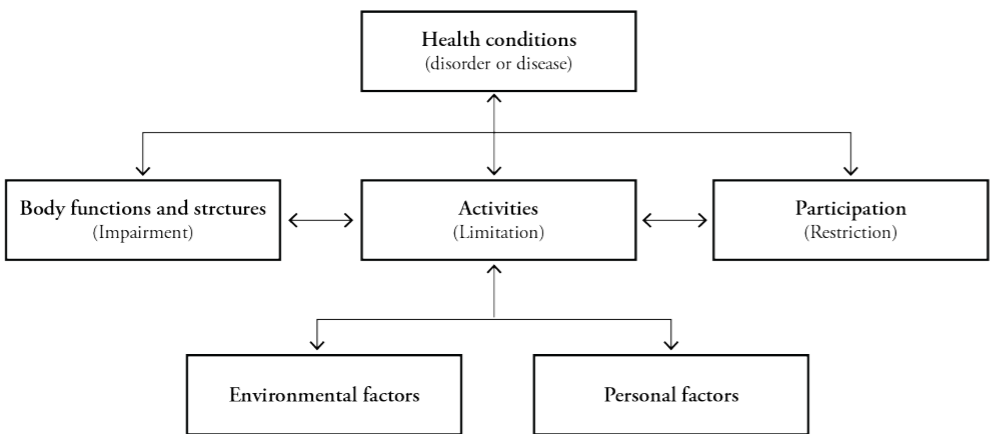 Health conditions
(disorder or disease)
Body functions and strctures
(Impairment)
Activities
(Limitation)
Participation
(Restriction)
Environmental factors
Personal factors